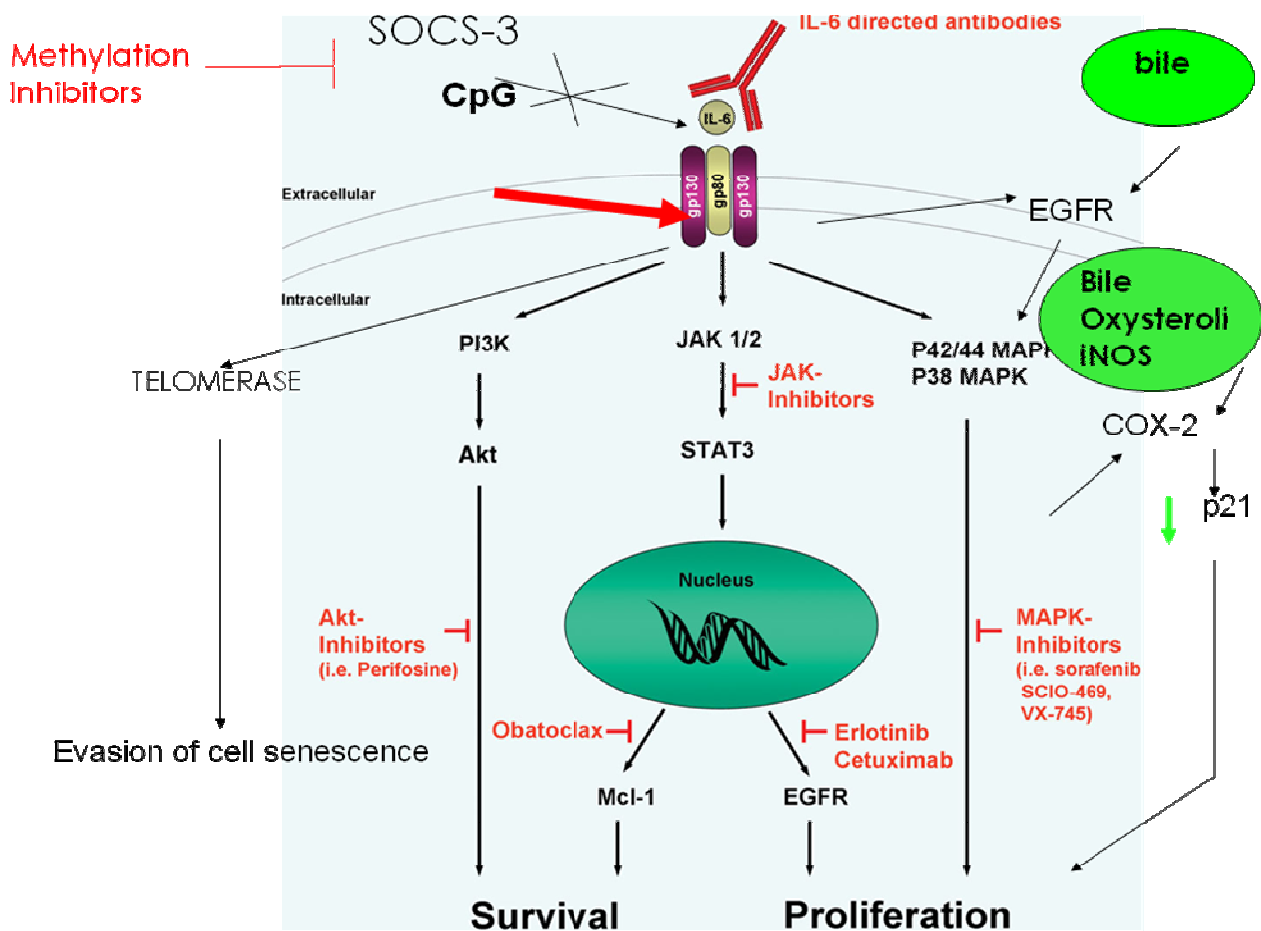 SOCS-3
IL-6 directed antibodies
Methylation
Inhibitors
CpG
bile
IL-6
gp130
gp80
gp130
Extracellular
EGFR
Intracellular
Bile
Oxysteroli
iNOS
PI3K
JAK 1/2
P42/44 MAPK
P38 MAPK
TELOMERASE
JAK-
Inhibitors
COX-2
Akt
STAT3
p21
Nucleus
Akt-
Inhibitors
(i.e. Perifosine)
MAPK-
Inhibitors
(i.e. sorafenib
SCIO-469,
VX-745)
Obatoclax
Erlotinib
Cetuximab
Evasion of cell senescence
Mcl-1
EGFR
Survival
Proliferation